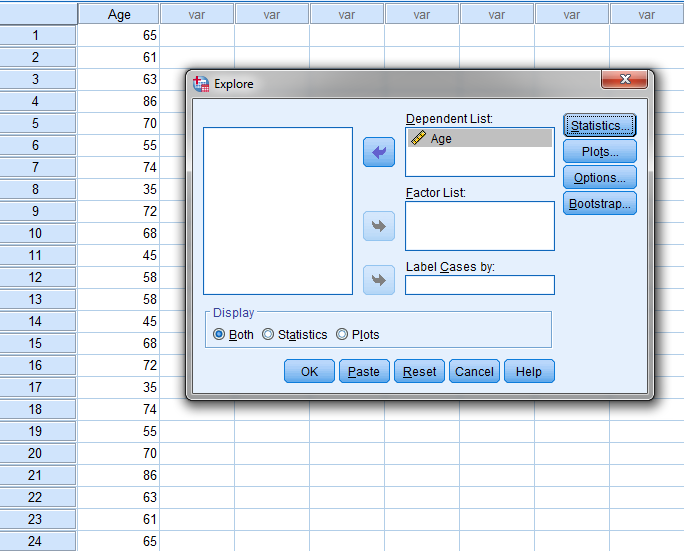 Age var var var var var var var
1 65
2 61
3 63
4 86
5 70
6 55
7 74
8 35
9 72
10 68
11 45
12 58
13 58
14 45
15 68
16 72
17 35
18 74
19 55
20 70
21 86
22 63
23 61
24 65
Explore
Dependent List:
Age
Factor List:
Label Cases by:
Statistics...
Plots...
Options...
Bootstrap...
Display
Both Statistics Plots
OK Paste Reset Cancel Help